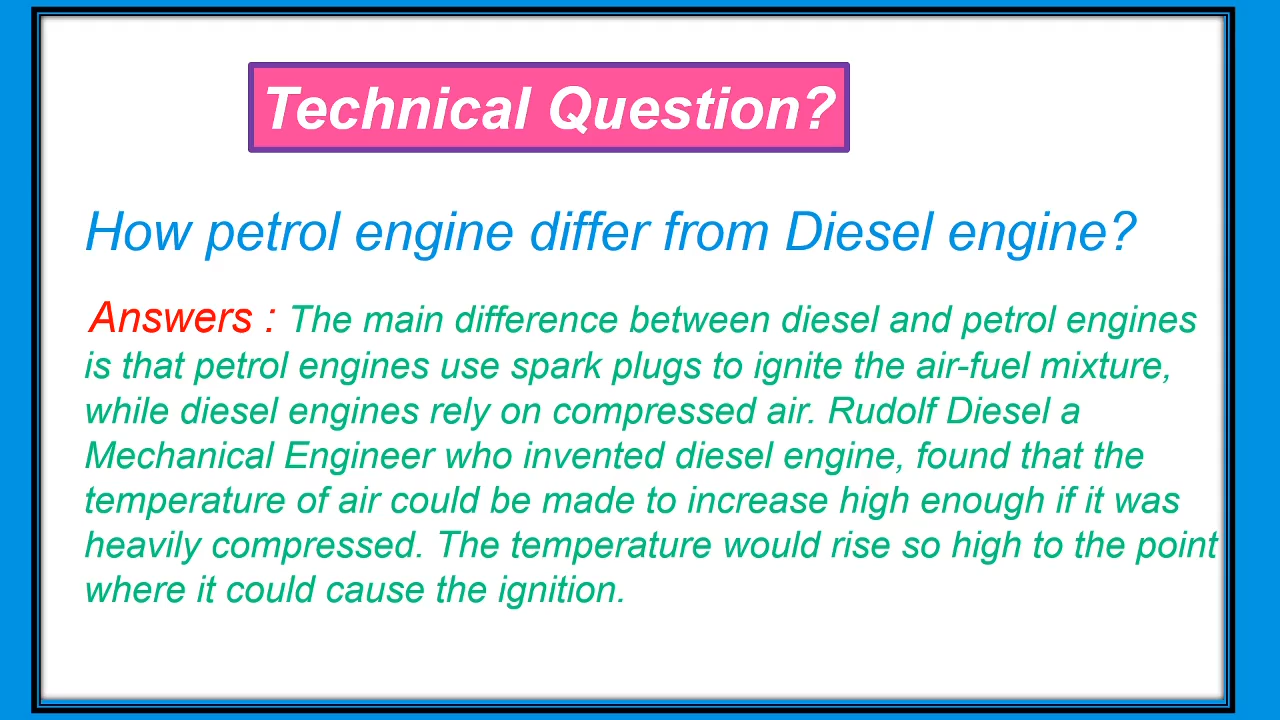 Technical Question?
How petrol engine differ from Diesel engine?
Answers : The main difference between diesel and petrol engines
is that petrol engines use spark plugs to ignite the air-fuel mixture,
while diesel engines rely on compressed air. Rudolf Diesel a
Mechanical Engineer who invented diesel engine, found that the
temperature of air could be made to increase high enough if it was
heavily compressed. The temperature would rise so high to the point
where it could cause the ignition.